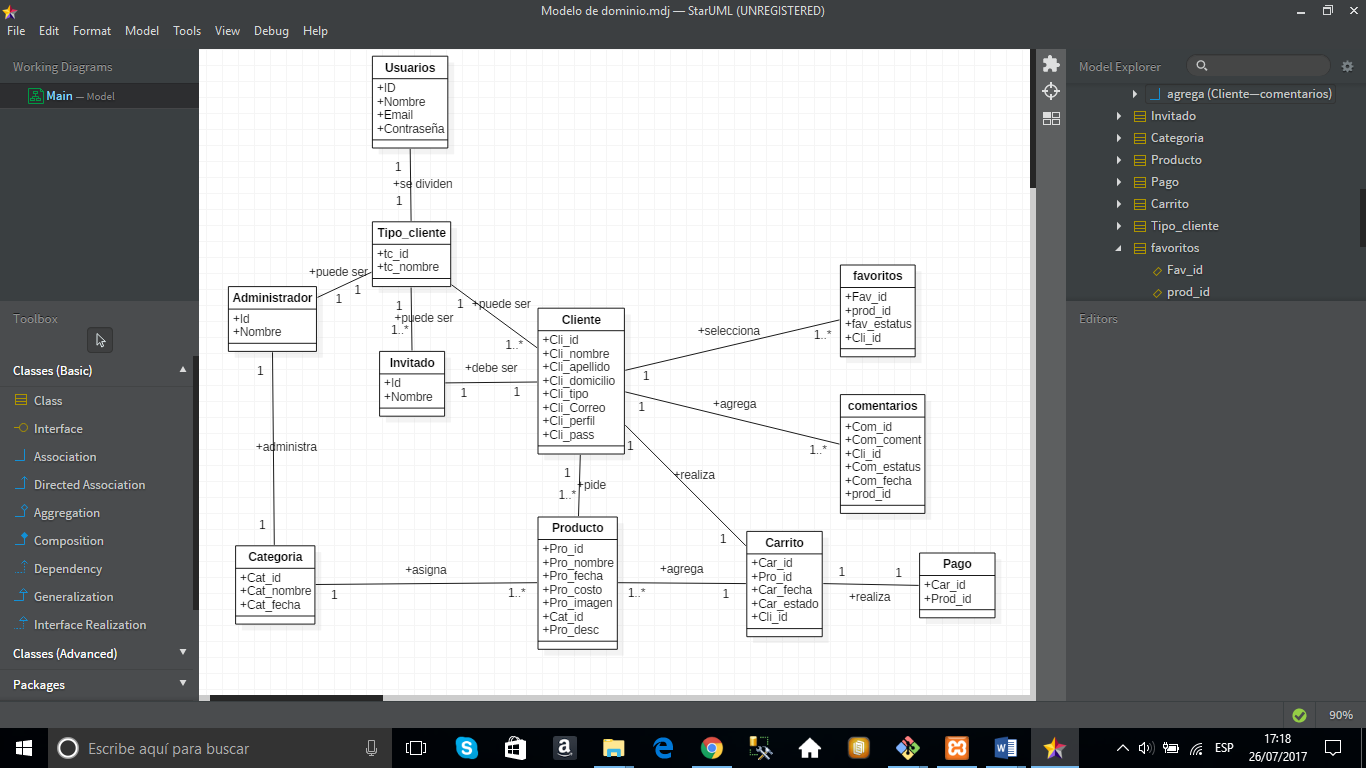 Modelo de dominio.mdj — StarUML (UNREGISTERED)
File Edit Format Model Tools View Debug Help
Working Diagrams
Main — Model
Toolbox
Classes (Basic)
Class
Interface
Association
Directed Association
Aggregation
Composition
Dependency
Generalization
Interface Realization
Classes (Advanced)
Packages
Usuarios
+ID
+Nombre
+Email
+Contraseña
1
+se dividen
1
Tipo_cliente
+tc_id
+tc_nombre
+puede ser
1
1
Administrador
+Id
+Nombre
1
+puede ser
1..*
1
+puede ser
1..*
Invitado
+Id
+Nombre
+debe ser
1
1
Cliente
+Cli_id
+Cli_nombre
+Cli_apellido
+Cli_domicilio
+Cli_tipo
+Cli_Correo
+Cli_perfil
+Cli_pass
+selecciona
1
1..*
favoritos
+Fav_id
+prod_id
+fav_estatus
+Cli_id
+agrega
1
1..*
comentarios
+Com_id
+Com_coment
+Cli_id
+Com_estatus
+Com_fecha
+prod_id
1
+realiza
1
1
+pide
1..*
1
+administra
1
Categoria
+Cat_id
+Cat_nombre
+Cat_fecha
+asigna
1
1..*
Producto
+Pro_id
+Pro_nombre
+Pro_fecha
+Pro_costo
+Pro_imagen
+Cat_id
+Pro_desc
+agrega
1..*
1
Carrito
+Car_id
+Pro_id
+Car_fecha
+Car_estado
+Cli_id
1
1
+realiza
Pago
+Car_id
+Prod_id
Model Explorer
agrega (Cliente—comentarios)
Invitado
Categoria
Producto
Pago
Carrito
Tipo_cliente
favoritos
Fav_id
prod_id
Editors
90%
Escribe aquí para buscar
ESP
17:18
26/07/2017